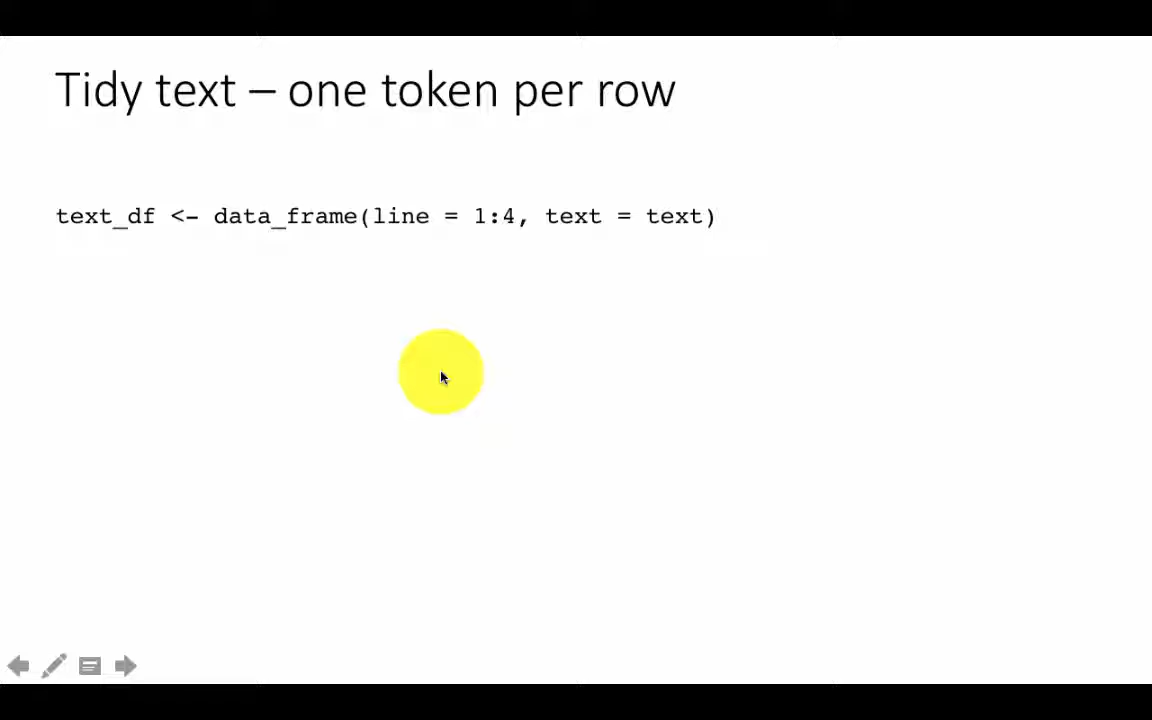 Tidy text – one token per row
text_df <- data_frame(line = 1:4, text = text)